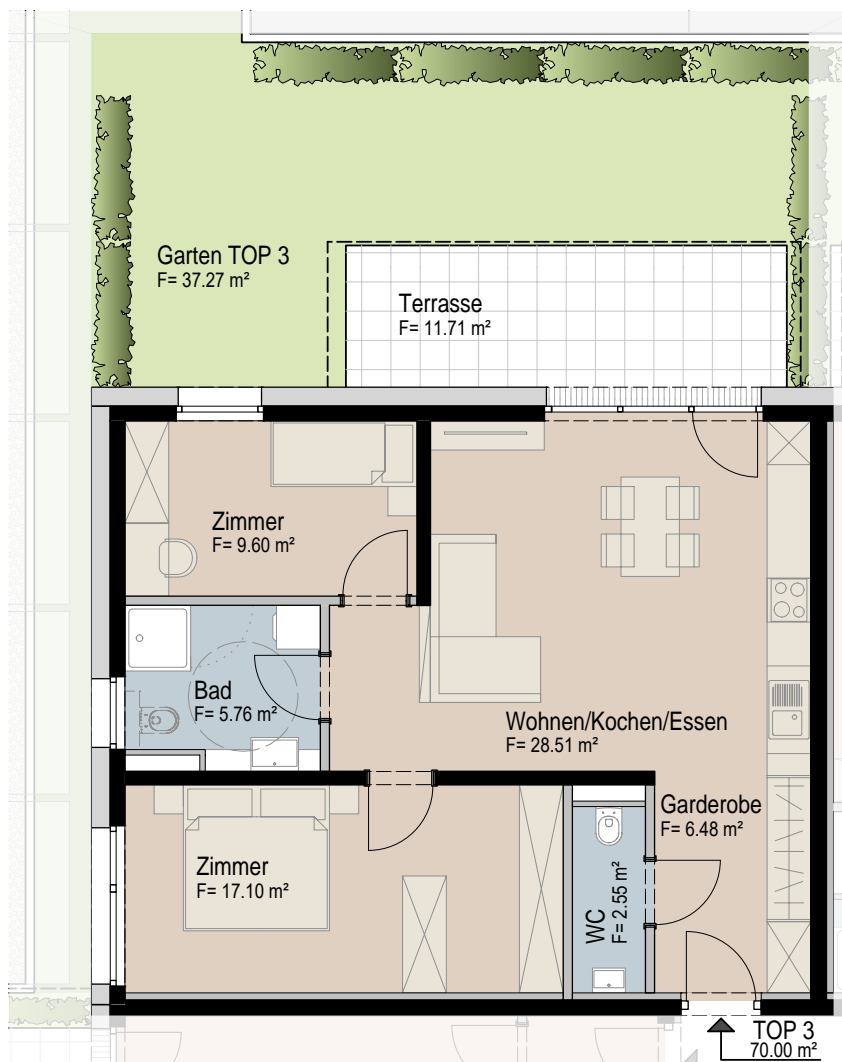 Garten TOP 3
F= 37.27 m²
Terrasse
F= 11.71 m²
Zimmer
F= 9.60 m²
Bad
F= 5.76 m²
Wohnen/Kochen/Essen
F= 28.51 m²
Garderobe
F= 6.48 m²
Zimmer
F= 17.10 m²
WC
F= 2.55 m²
TOP 3
70.00 m²